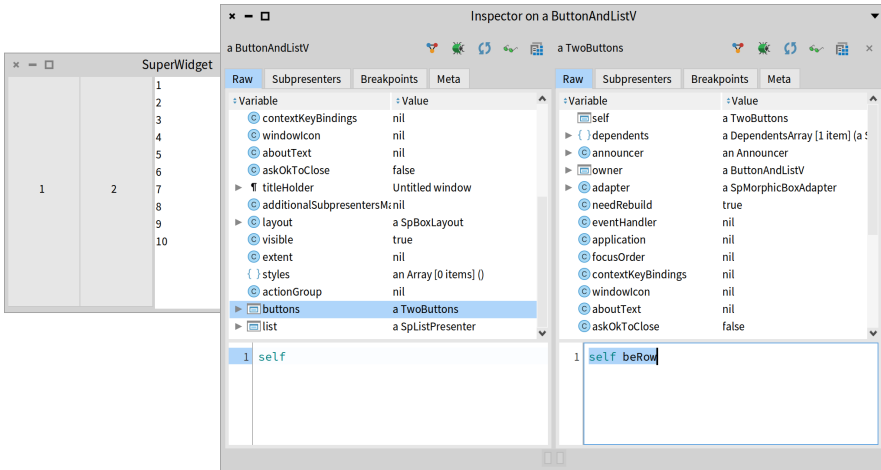 SuperWidget
1
2
1
2
3
4
5
6
7
8
9
10
Inspector on a ButtonAndListV
a ButtonAndListV
Raw Subpresenters Breakpoints Meta
Variable Value
contextKeyBindings nil
windowIcon nil
aboutText nil
askOkToClose false
titleHolder Untitled window
additionalSubpresentersMa nil
layout a SpBoxLayout
visible true
extent nil
styles an Array [0 items] ()
actionGroup nil
buttons a TwoButtons
list a SpListPresenter
1 self
a TwoButtons
Raw Subpresenters Breakpoints Meta
Variable Value
self a TwoButtons
dependents a DependentsArray [1 item] (a S
announcer an Announcer
owner a ButtonAndListV
adapter a SpMorphicBoxAdapter
needRebuild true
eventHandler nil
application nil
focusOrder nil
contextKeyBindings nil
windowIcon nil
aboutText nil
askOkToClose false
1 self beRow